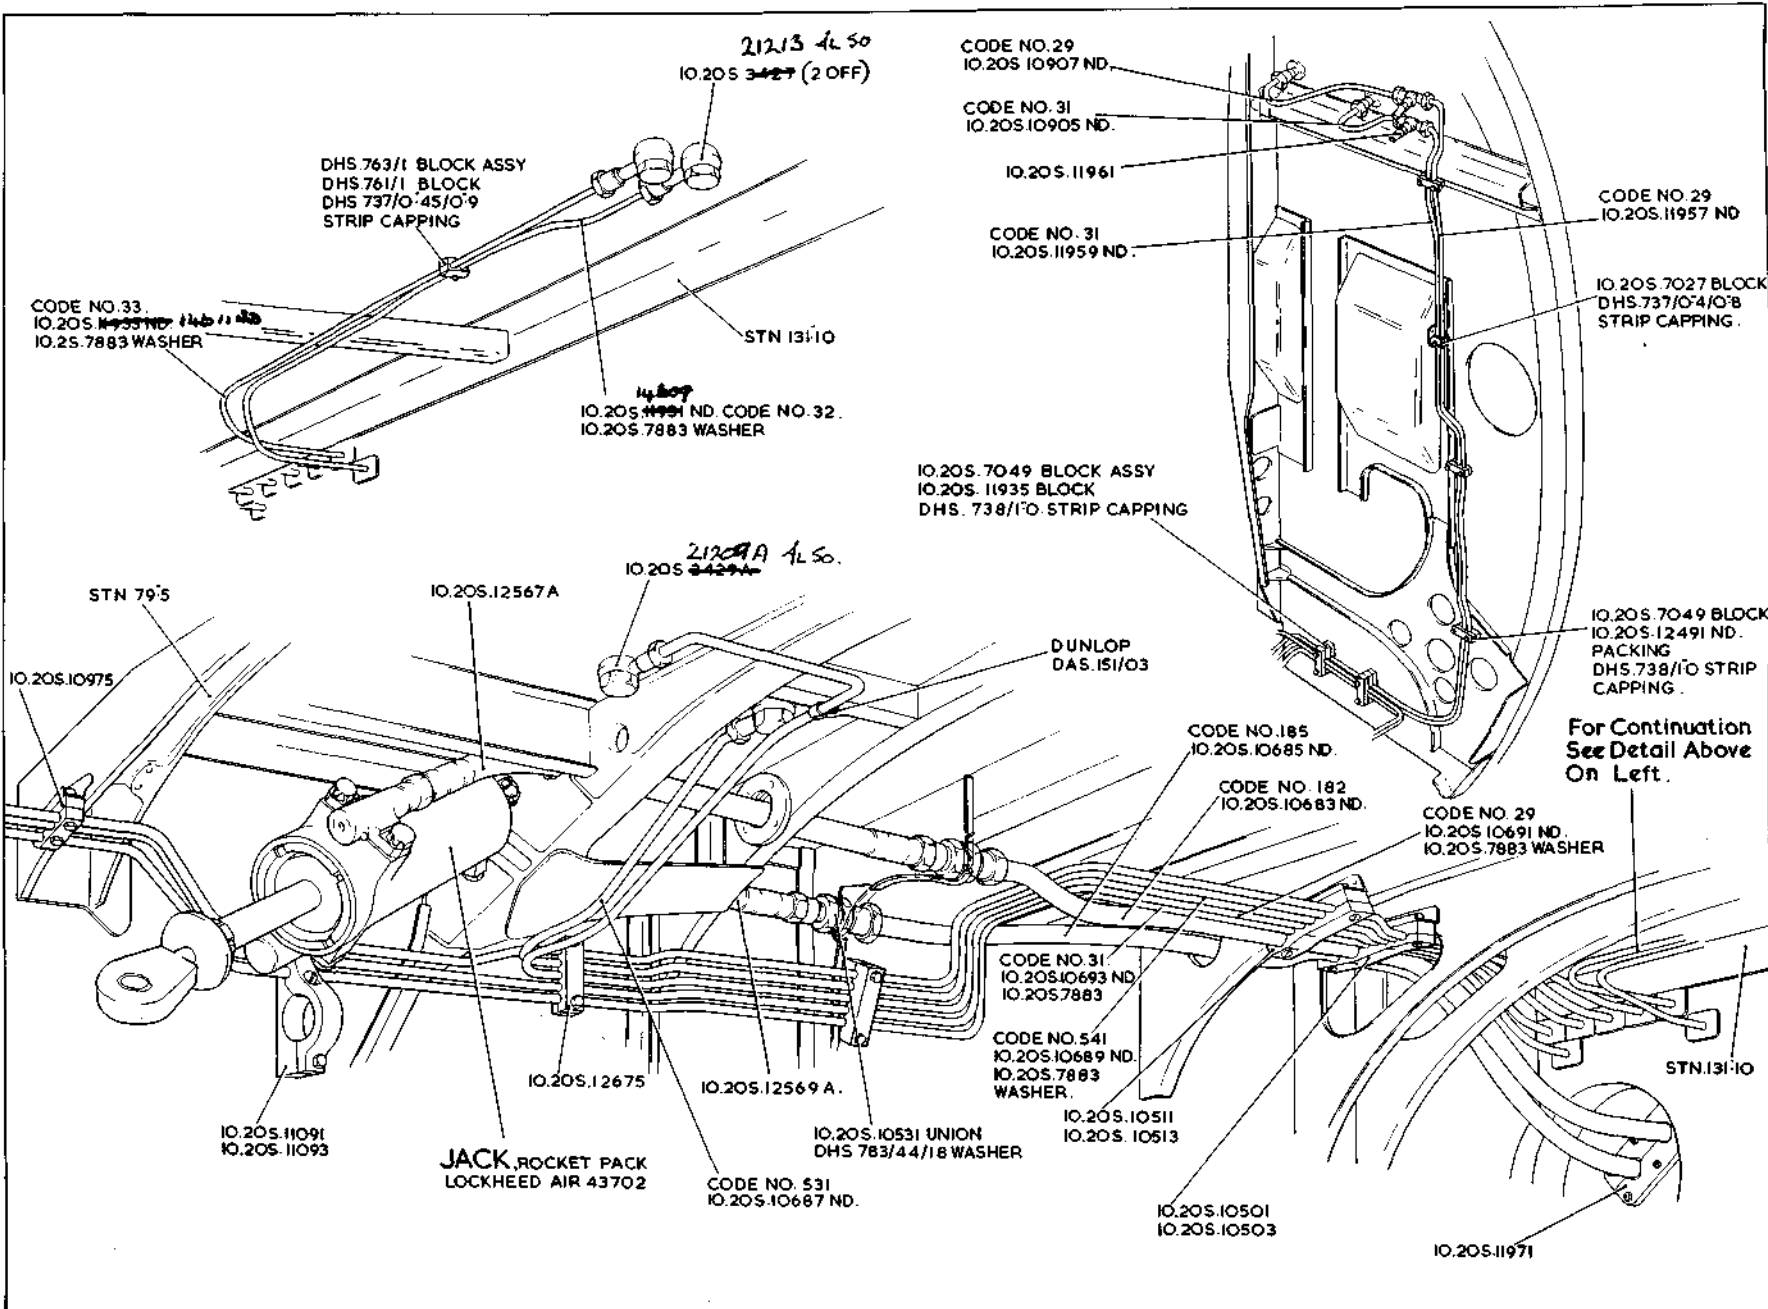 21213
10.20S 3427 (2 OFF)
DHS.763/1 BLOCK ASSY
DHS.761/1 BLOCK
DHS 737/0·45/0·9
STRIP CAPPING
CODE NO.33.
10.20S.
10.2S.7883 WASHER
STN 131·10
10.20S. ND. CODE NO.32.
10.20S.7883 WASHER
CODE NO.29
10.20S 10907 ND.
CODE NO.31
10.20S.10905 ND.
10.20S.11961
CODE NO.31
10.20S.11959 ND.
CODE NO.29
10.20S.11957 ND
10.20S.7027 BLOCK
DHS.737/0·4/0·8
STRIP CAPPING.
10.20S.7049 BLOCK ASSY
10.20S.11935 BLOCK
DHS.738/1·0.STRIP CAPPING
10.20S.7049 BLOCK
10.20S.12491 ND.
PACKING
DHS.738/1·0 STRIP
CAPPING.
For Continuation
See Detail Above
On Left.
21209A
10.20S 3429A
STN 79·5
10.20S.12567A
DUNLOP
DAS.151/03
10.20S.10975
CODE NO.185
10.20S.10685 ND.
CODE NO.182
10.20S.10683 ND.
CODE NO.29
10.20S 10691 ND.
10.20S.7883 WASHER
CODE NO.31
10.20S.10693 ND
10.20S.7883
CODE NO.541
10.20S.10689 ND.
10.20S.7883
WASHER.
STN.131·10
10.20S.12675
10.20S.12569 A.
10.20S.10511
10.20S.10513
10.20S.11091
10.20S.11093
JACK, ROCKET PACK
LOCKHEED AIR 43702
10.20S.10531 UNION
DHS 783/44/18 WASHER
CODE NO.531
10.20S.10687 ND.
10.20S.10501
10.20S.10503
10.20S.11971